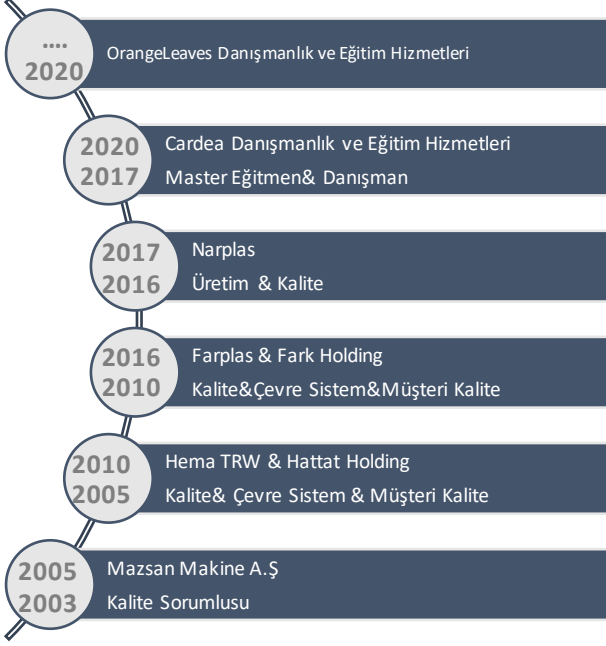 ....
2020
OrangeLeaves Danışmanlık ve Eğitim Hizmetleri
2020
2017
Cardea Danışmanlık ve Eğitim Hizmetleri
Master Eğitmen& Danışman
2017
2016
Narplas
Üretim & Kalite
2016
2010
Farplas & Fark Holding
Kalite&Çevre Sistem&Müşteri Kalite
2010
2005
Hema TRW & Hattat Holding
Kalite& Çevre Sistem & Müşteri Kalite
2005
2003
Mazsan Makine A.Ş
Kalite Sorumlusu